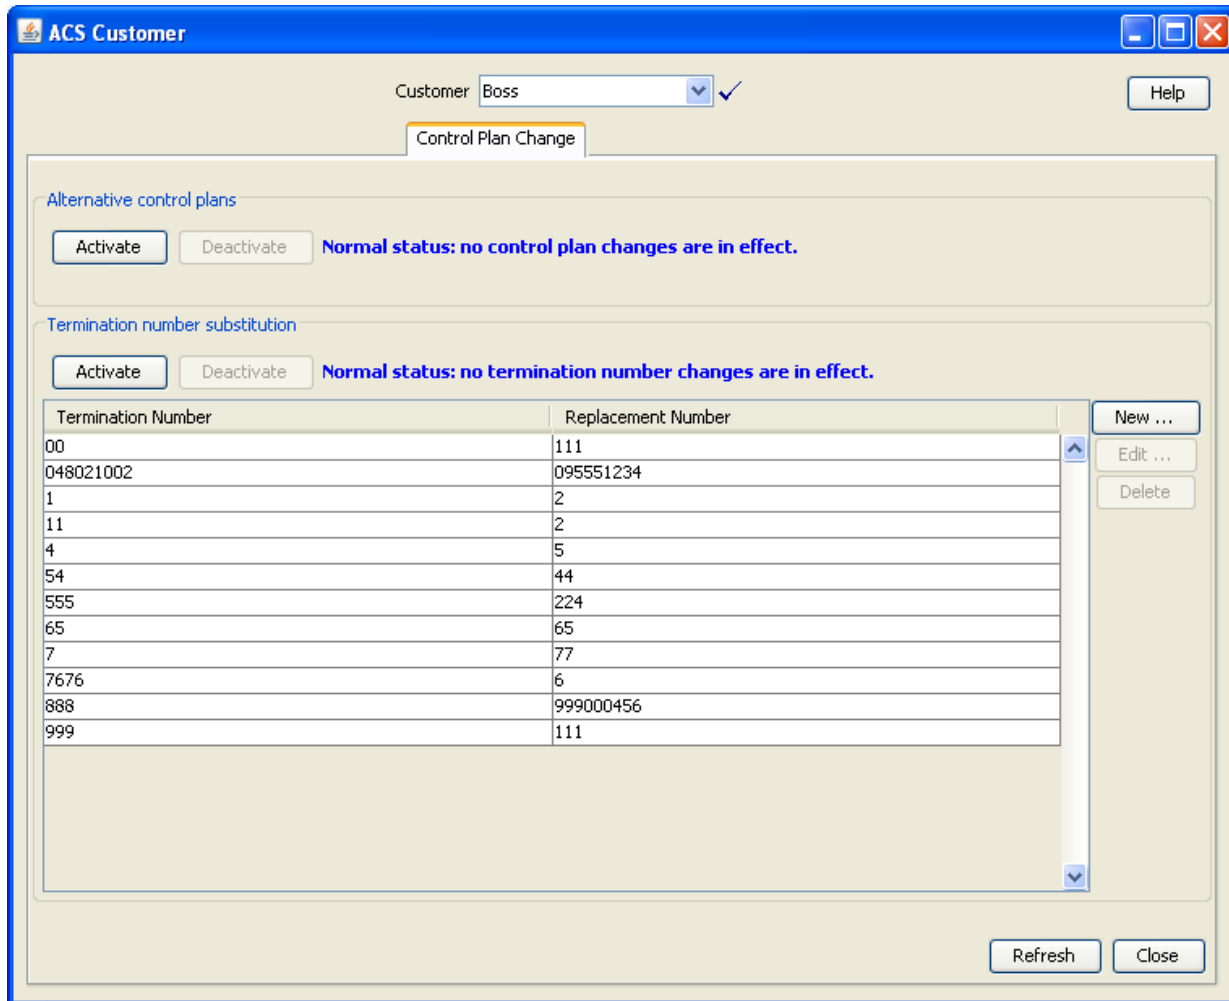 ACS Customer
Customer Boss
Help
Control Plan Change
Alternative control plans
Activate Deactivate Normal status: no control plan changes are in effect.
Termination number substitution
Activate Deactivate Normal status: no termination number changes are in effect.
Termination Number Replacement Number New ...
00 111
Edit ...
048021002 095551234
Delete
1 2
11 2
4 5
54 44
555 224
65 65
7 77
7676 6
888 999000456
999 111
Refresh Close